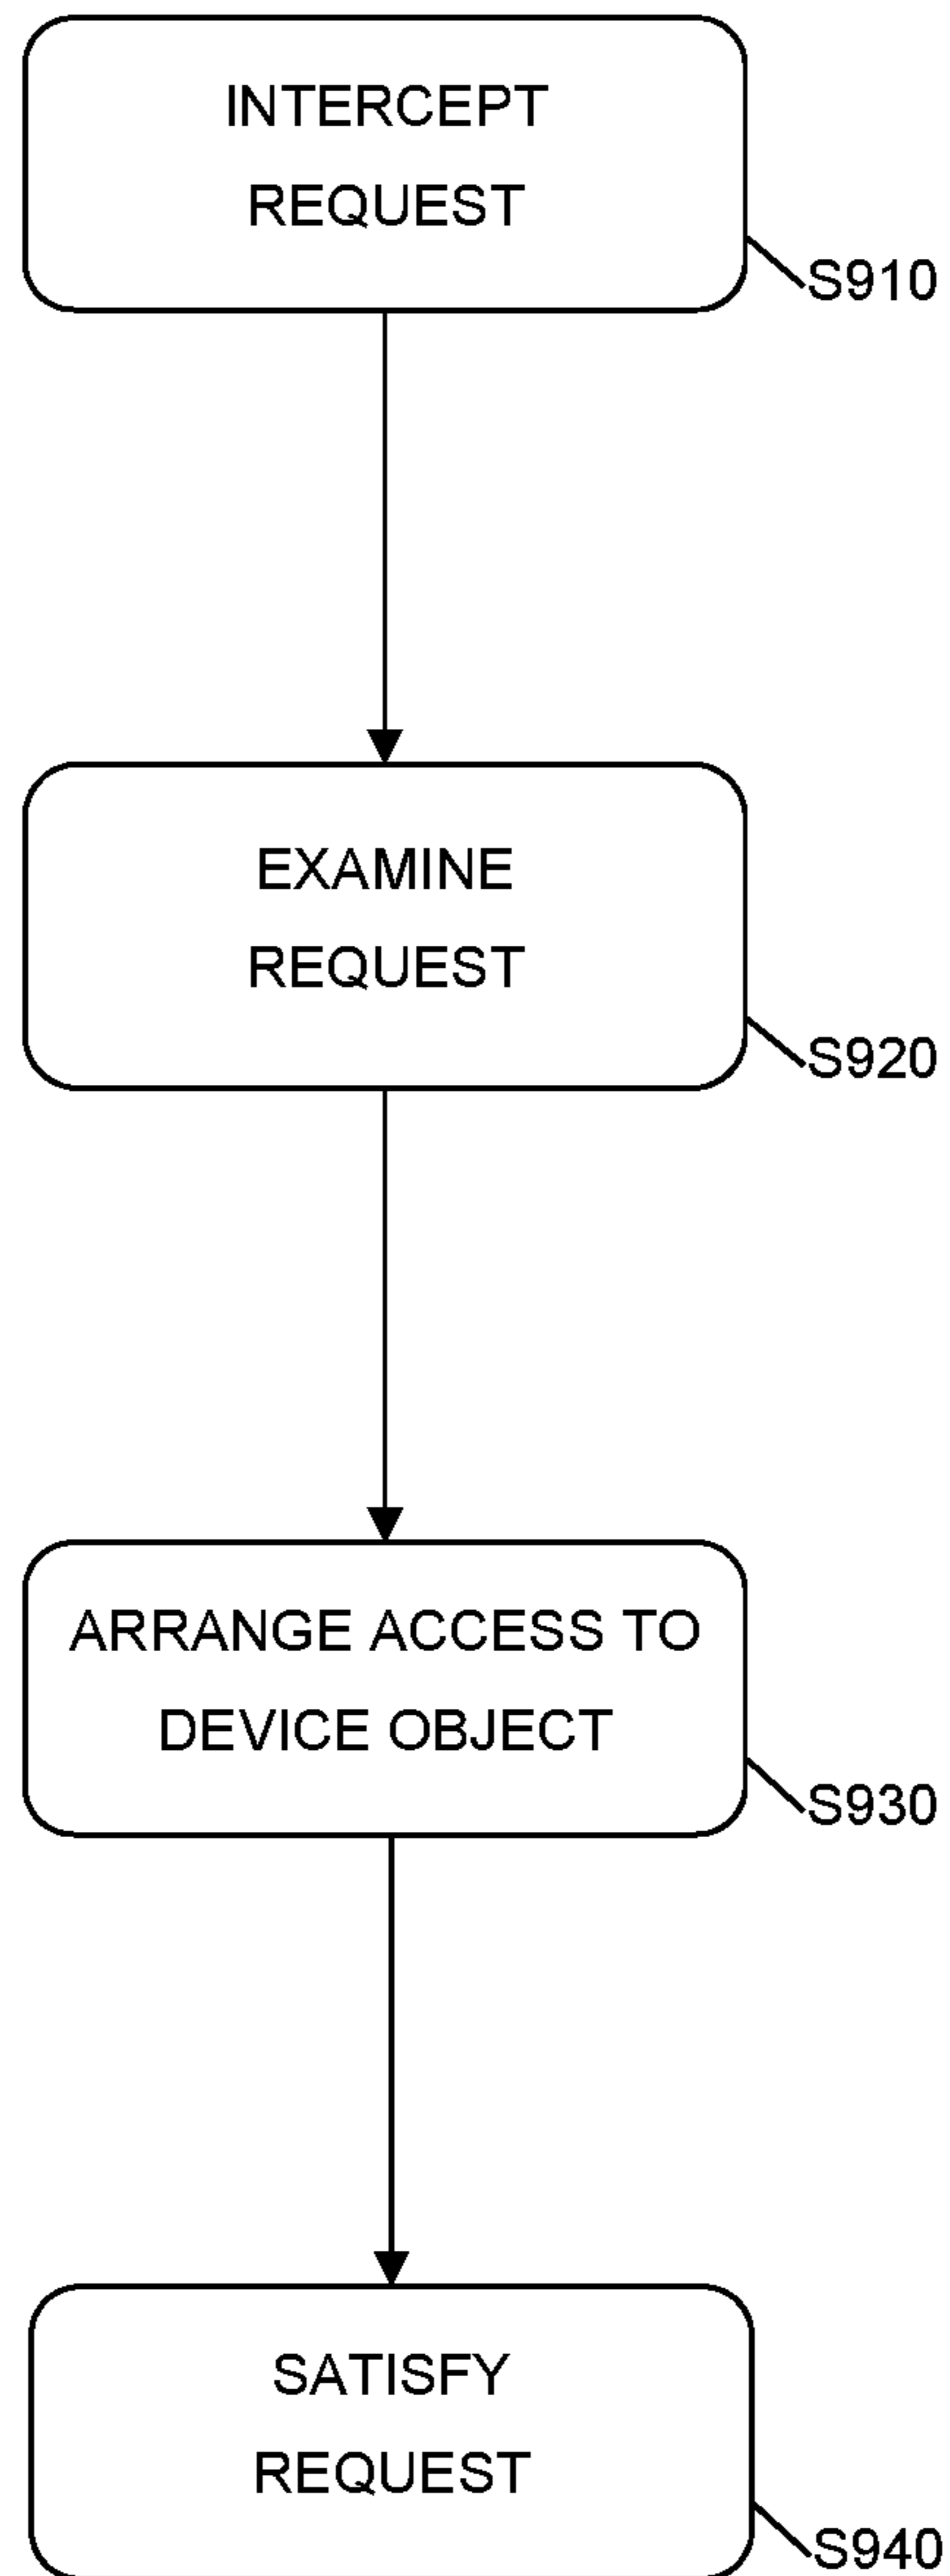 INTERCEPT
REQUEST
S910
EXAMINE
REQUEST
S920
ARRANGE ACCESS TO
DEVICE OBJECT
S930
SATISFY
REQUEST
S940